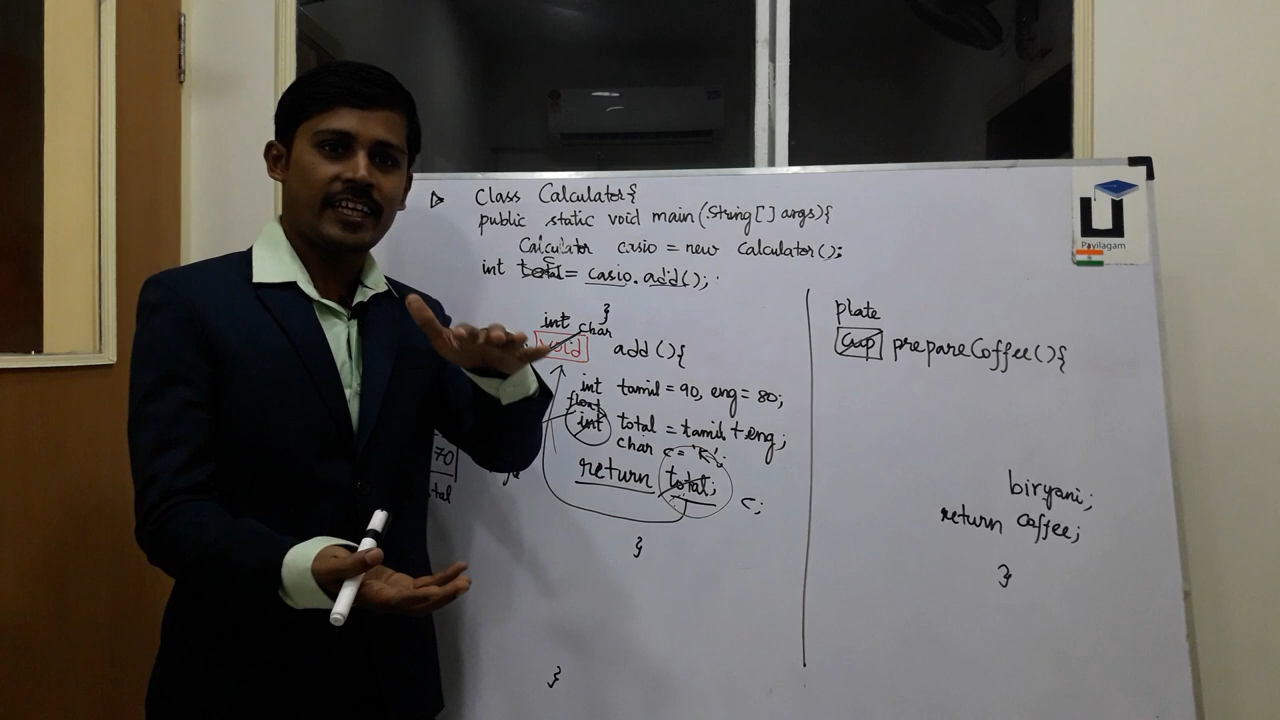 Class Calculator{
public static void main(String[] args){
Calculator casio = new calculator();
int total = casio.add();
c
}
int char
void add(){
int tamil = 90, eng = 80;
float
int total = tamil + eng;
char c = 'k';
return total; c;
}
}
70
tal
plate
cup prepareCoffee(){
biryani;
return coffee;
}
Payilagam